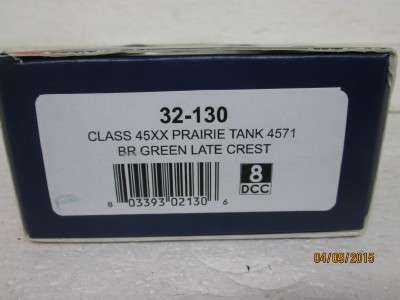 32-130
CLASS 45XX PRAIRIE TANK 4571
BR GREEN LATE CREST
8
DCC
8 03393 02130 6
04/09/2015